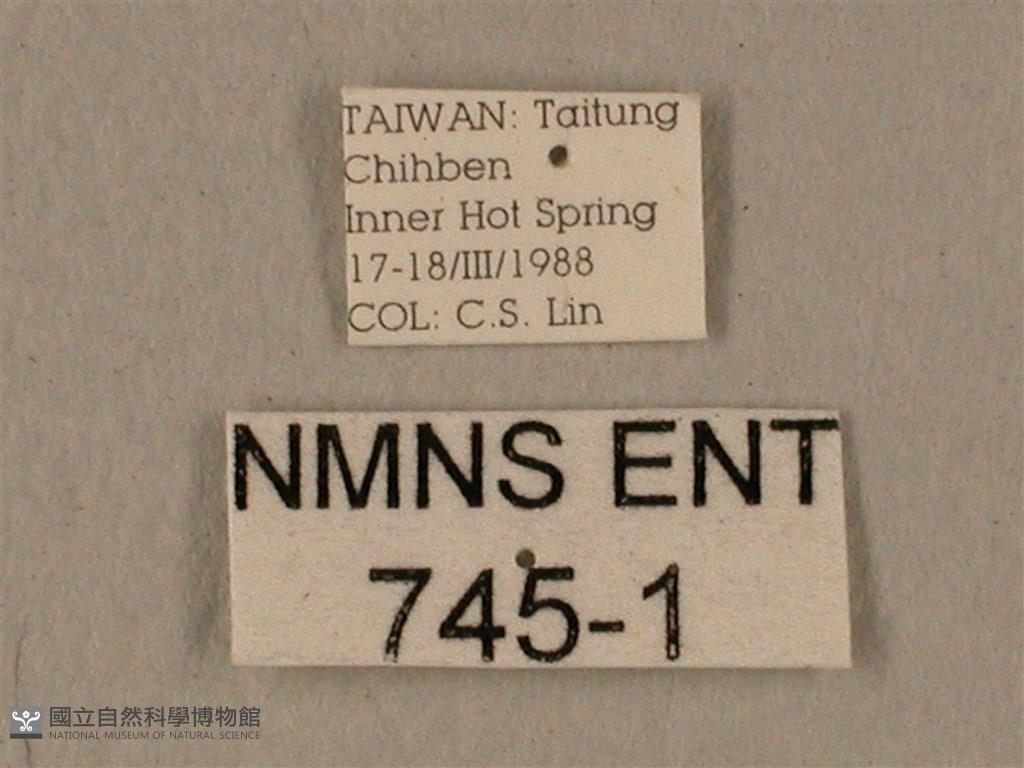 TAIWAN: Taitung
Chihben
Inner Hot Spring
17-18/III/1988
COL: C.S. Lin
NMNS ENT
745-1
國立自然科學博物館
NATIONAL MUSEUM OF NATURAL SCIENCE